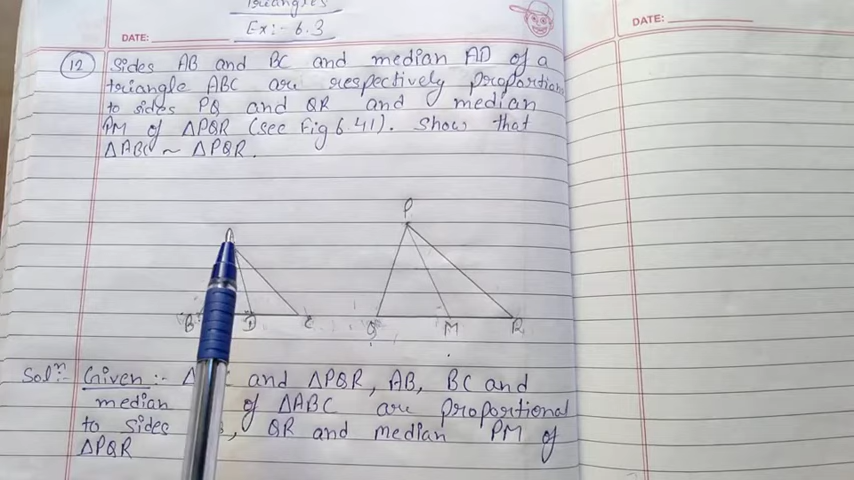 Triangles
Ex:- 6.3
DATE:
DATE:
12 Sides AB and BC and median AD of a
triangle ABC are respectively proportional
to sides PQ and QR and median
PM of ΔPQR (see Fig 6.41). Show that
ΔABC ~ ΔPQR.
P
B D C Q M R
Solⁿ:- Given:- and ΔPQR, AB, BC and
median of ΔABC are proportional
to sides , QR and median PM of
ΔPQR